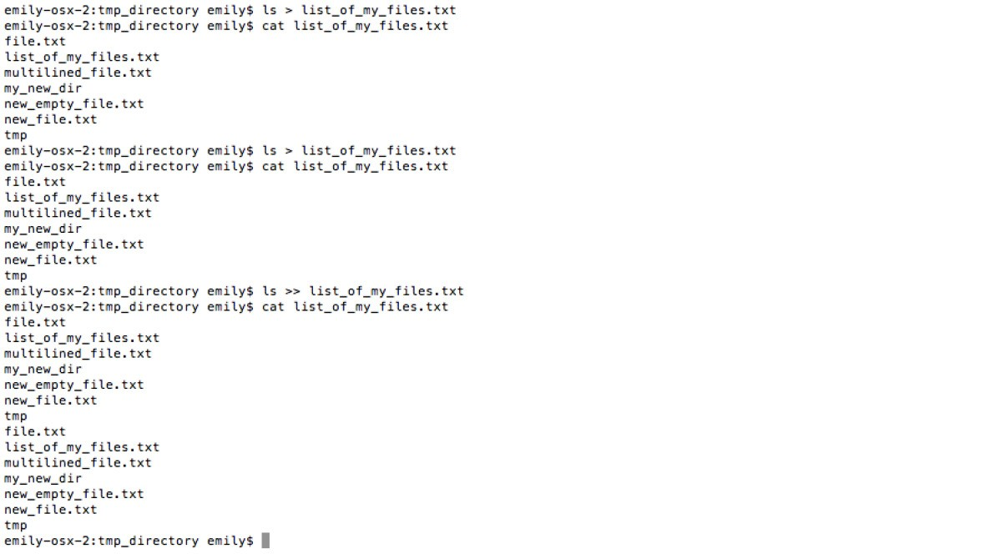 emily-osx-2:tmp_directory emily$ ls > list_of_my_files.txt
emily-osx-2:tmp_directory emily$ cat list_of_my_files.txt
file.txt
list_of_my_files.txt
multilined_file.txt
my_new_dir
new_empty_file.txt
new_file.txt
tmp
emily-osx-2:tmp_directory emily$ ls > list_of_my_files.txt
emily-osx-2:tmp_directory emily$ cat list_of_my_files.txt
file.txt
list_of_my_files.txt
multilined_file.txt
my_new_dir
new_empty_file.txt
new_file.txt
tmp
emily-osx-2:tmp_directory emily$ ls >> list_of_my_files.txt
emily-osx-2:tmp_directory emily$ cat list_of_my_files.txt
file.txt
list_of_my_files.txt
multilined_file.txt
my_new_dir
new_empty_file.txt
new_file.txt
tmp
file.txt
list_of_my_files.txt
multilined_file.txt
my_new_dir
new_empty_file.txt
new_file.txt
tmp
emily-osx-2:tmp_directory emily$